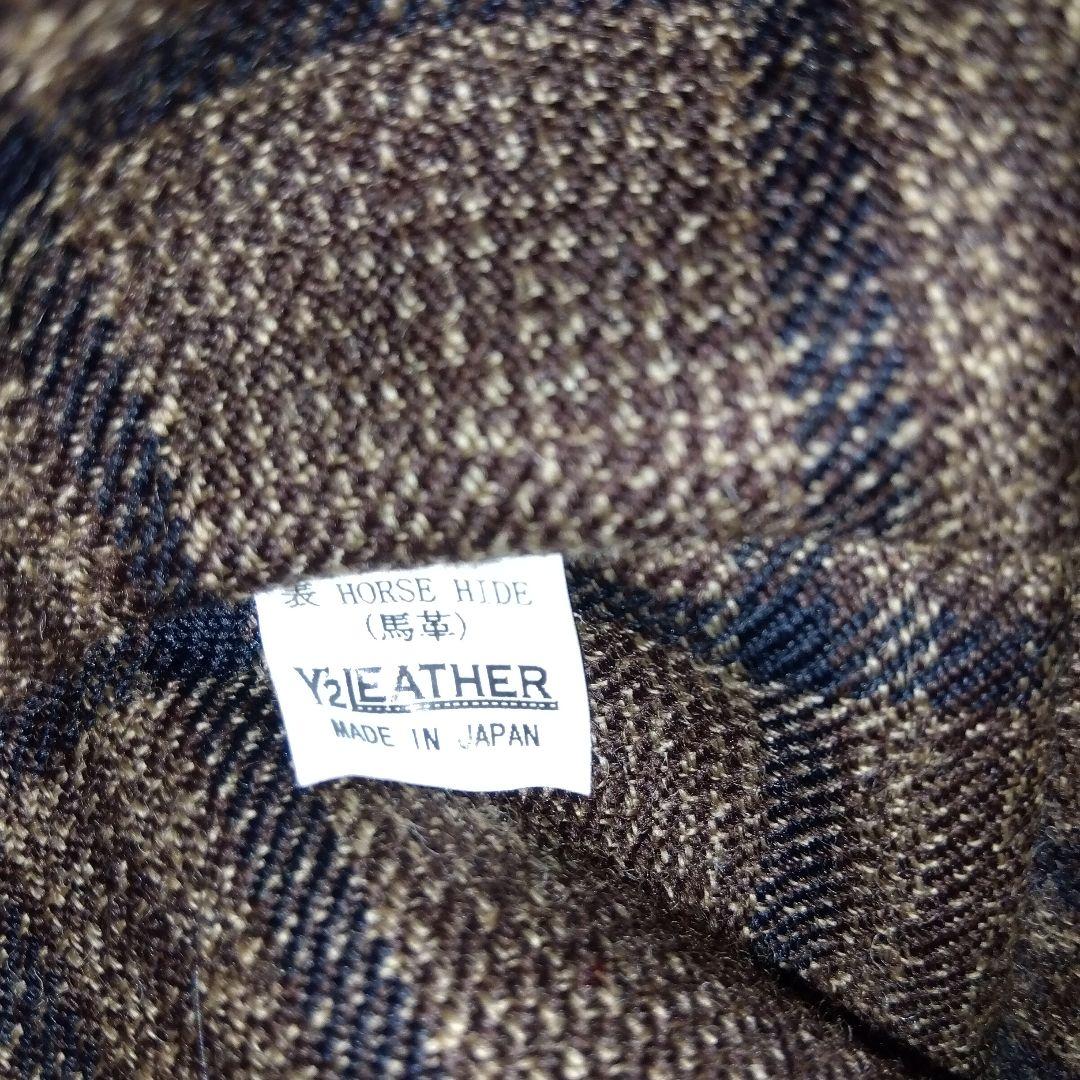 表 HORSE HIDE
(馬革)
Y2LEATHER
MADE IN JAPAN